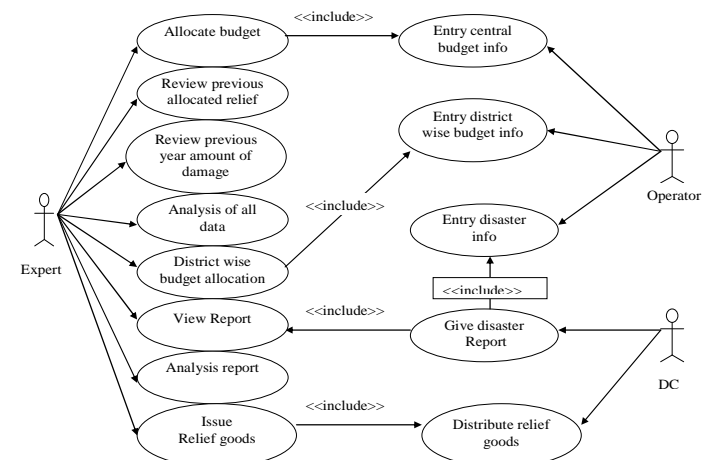 <<include>>
Allocate budget
Entry central
budget info
Review previous
allocated relief
Entry district
wise budget info
Review previous
year amount of
damage
Operator
<<include>>
Analysis of all
data
Entry disaster
info
Expert
District wise
budget allocation
<<include>>
<<include>>
View Report
Give disaster
Report
DC
Analysis report
<<include>>
Issue
Relief goods
Distribute relief
goods